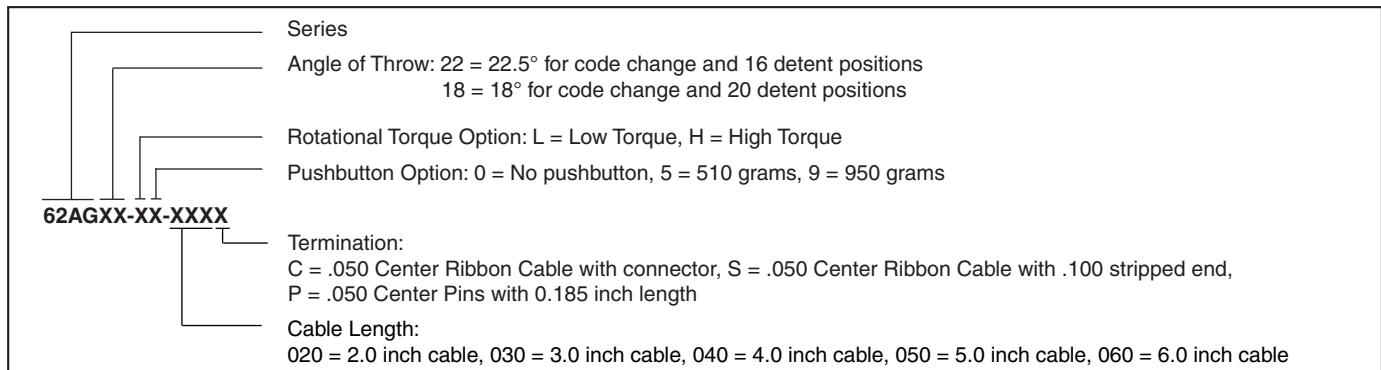 Series
Angle of Throw: 22 = 22.5° for code change and 16 detent positions
18 = 18° for code change and 20 detent positions
Rotational Torque Option: L = Low Torque, H = High Torque
Pushbutton Option: 0 = No pushbutton, 5 = 510 grams, 9 = 950 grams
62AGXX-XX-XXXX
Termination:
C = .050 Center Ribbon Cable with connector, S = .050 Center Ribbon Cable with .100 stripped end,
P = .050 Center Pins with 0.185 inch length
Cable Length:
020 = 2.0 inch cable, 030 = 3.0 inch cable, 040 = 4.0 inch cable, 050 = 5.0 inch cable, 060 = 6.0 inch cable